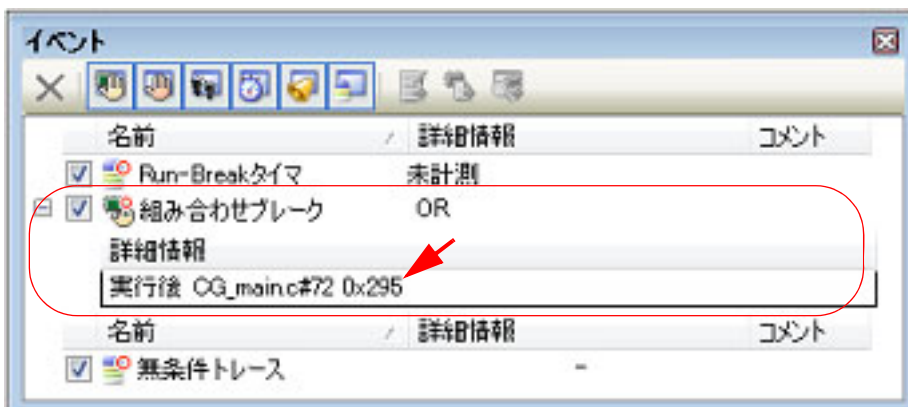 イベント
名前 詳細情報 コメント
Run-Breakタイマ 未計測
組み合わせブレーク OR
詳細情報
実行後 CG_main.c#72 0x295
名前 詳細情報 コメント
無条件トレース -